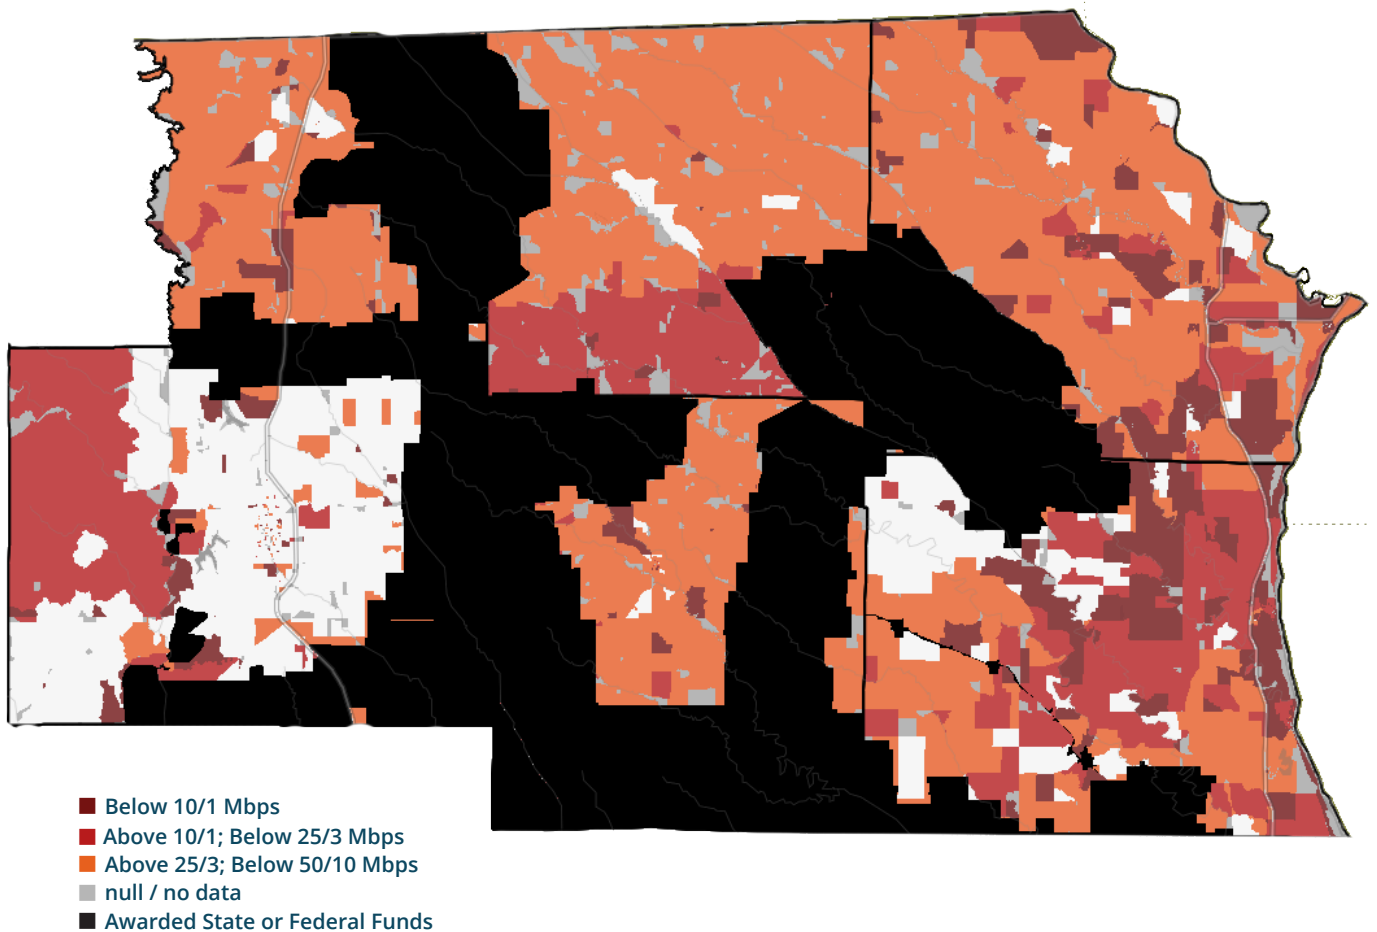 Below 10/1 Mbps
Above 10/1; Below 25/3 Mbps
Above 25/3; Below 50/10 Mbps
null / no data
Awarded State or Federal Funds